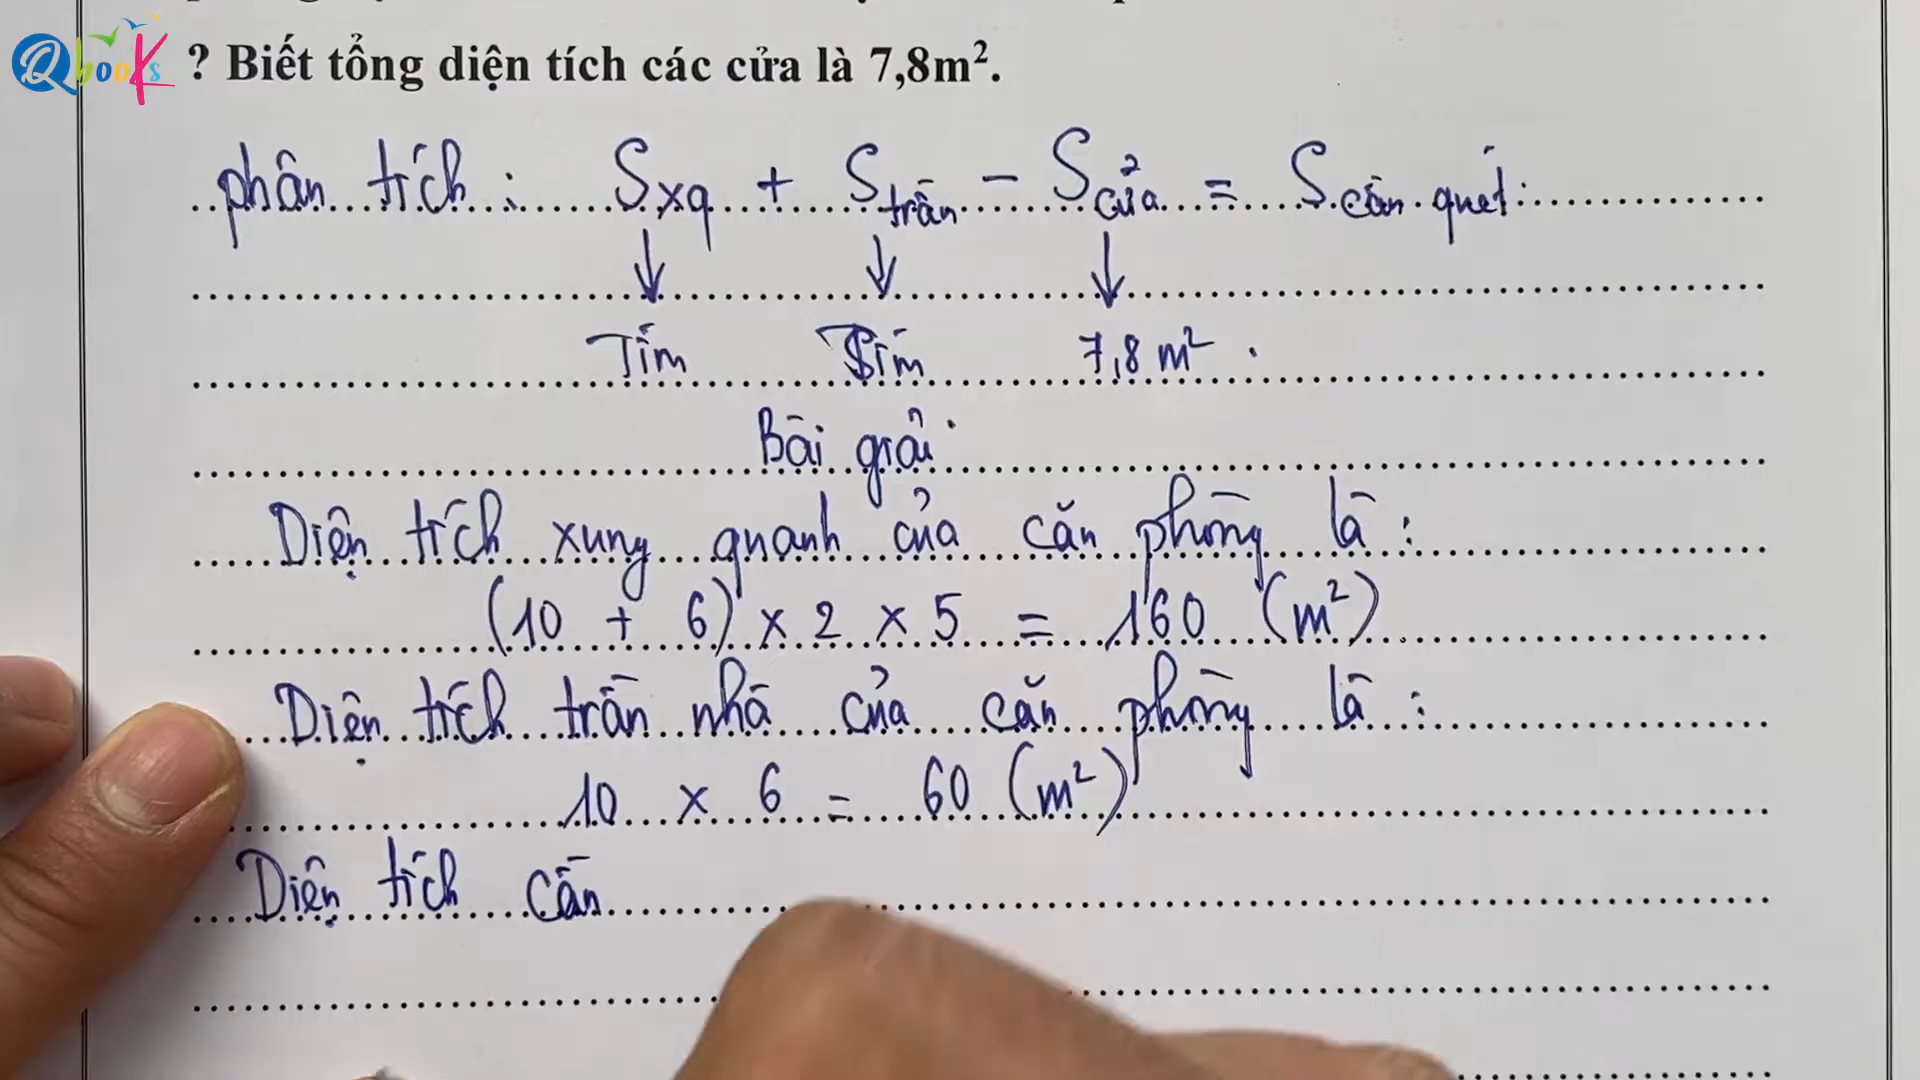 Qbooks
? Biết tổng diện tích các cửa là 7,8m².
phân tích : Sxq + Strần - Scửa = Scần quét
Tìm Tìm 7,8 m²
Bài giải
Diện tích xung quanh của căn phòng là :
(10 + 6) x 2 x 5 = 160 (m²)
Diện tích trần nhà của căn phòng là :
10 x 6 = 60 (m²)
Diện tích cần